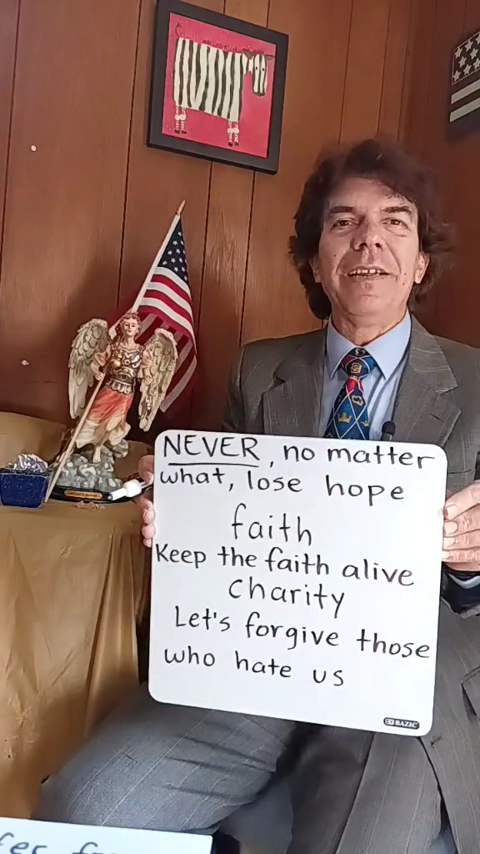 NEVER, no matter
what, lose hope
faith
Keep the faith alive
Charity
Let's forgive those
who hate us
BAZIC